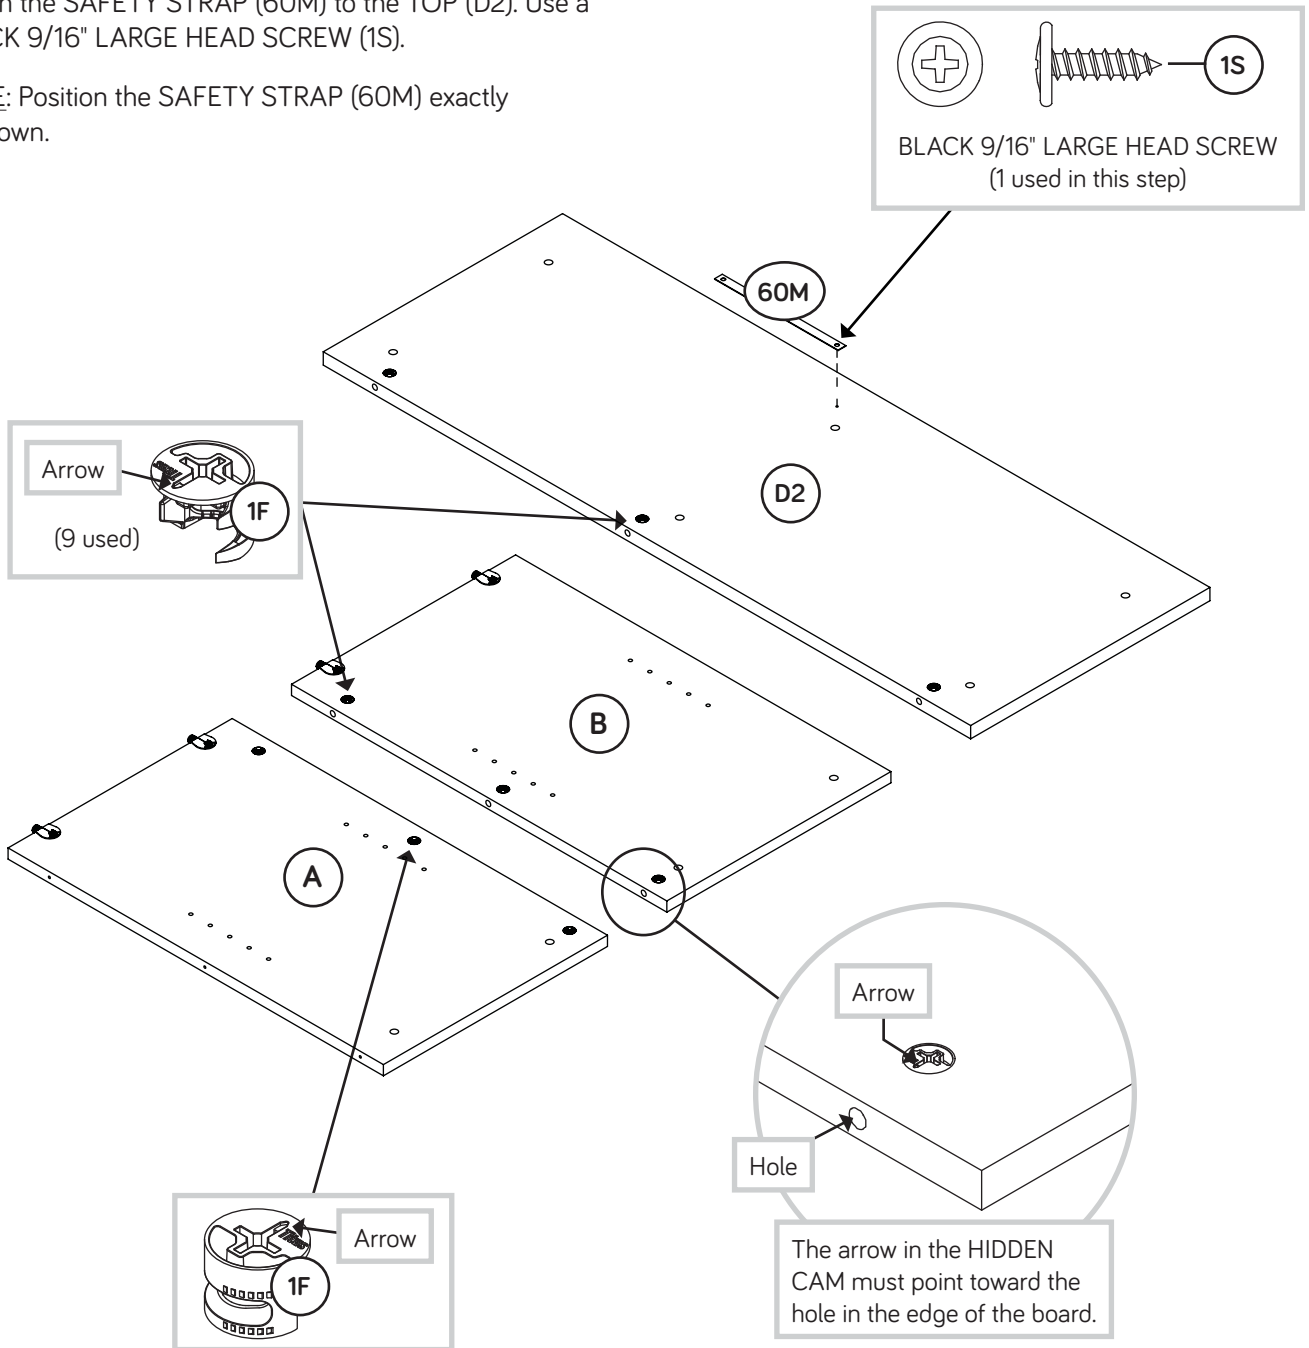 the SAFETY STRAP (60M) to the TOP (D2). Use a
9/16" LARGE HEAD SCREW (1S).
: Position the SAFETY STRAP (60M) exactly
1S
BLACK 9/16" LARGE HEAD SCREW
(1 used in this step)
60M
D2
Arrow
1F
(9 used)
B
A
Arrow
Hole
The arrow in the HIDDEN
CAM must point toward the
hole in the edge of the board.
Arrow
1F